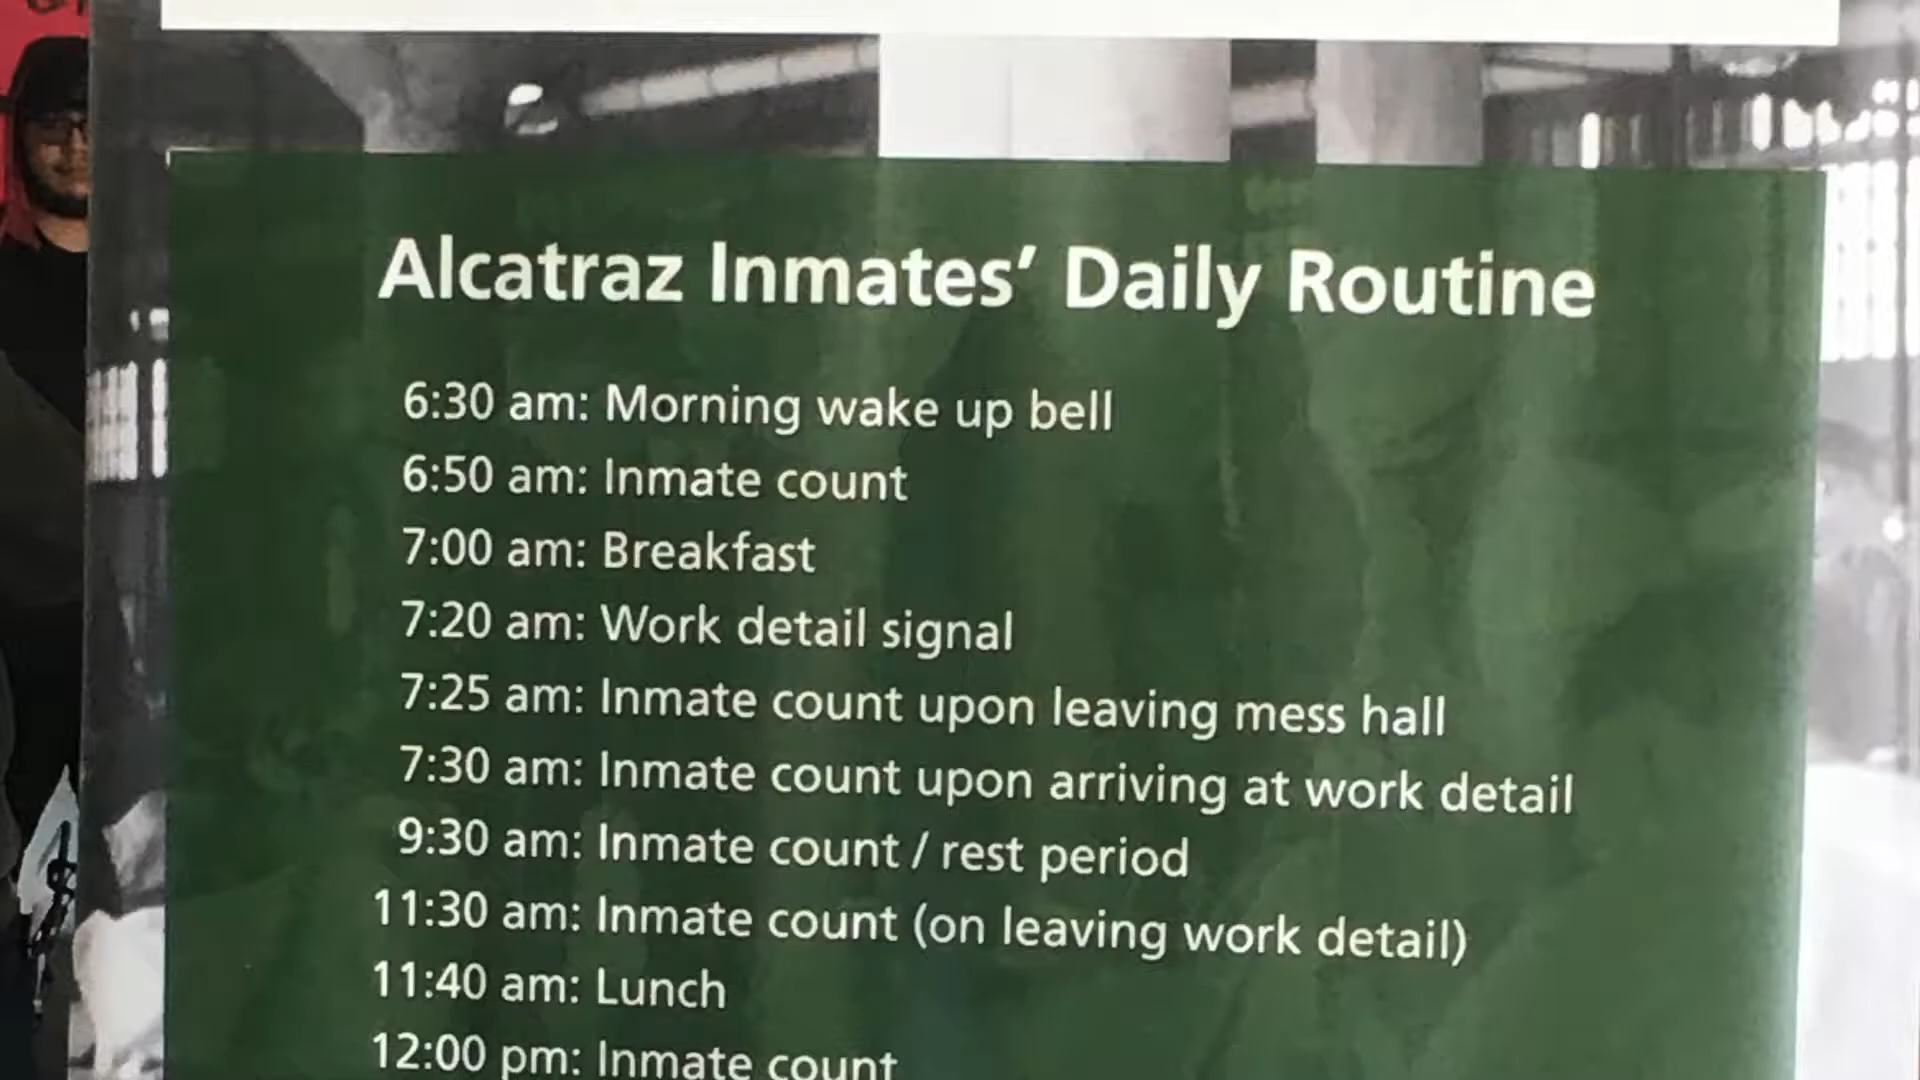 Alcatraz Inmates’ Daily Routine
6:30 am: Morning wake up bell
6:50 am: Inmate count
7:00 am: Breakfast
7:20 am: Work detail signal
7:25 am: Inmate count upon leaving mess hall
7:30 am: Inmate count upon arriving at work detail
9:30 am: Inmate count / rest period
11:30 am: Inmate count (on leaving work detail)
11:40 am: Lunch
12:00 pm: Inmate count